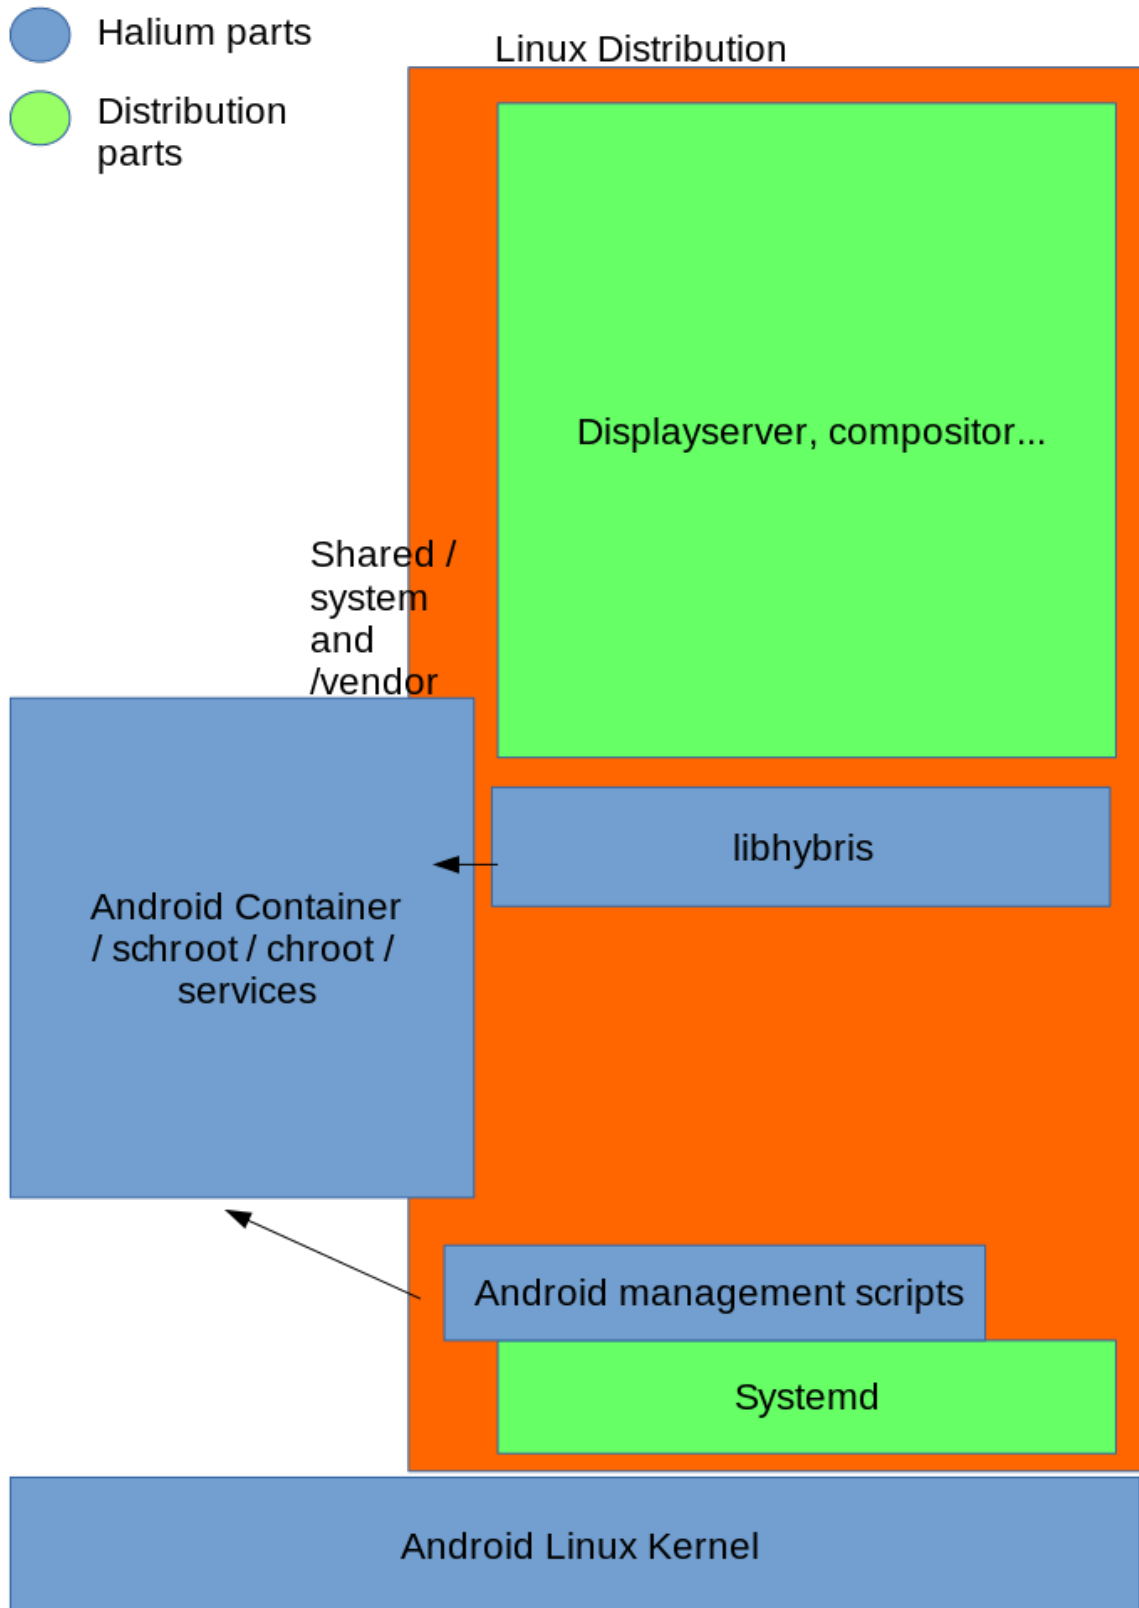 Halium parts
Distribution
parts
Linux Distribution
Displayserver, compositor...
Shared /
system
and
/vendor
libhybris
Android Container
/ schroot / chroot /
services
Android management scripts
Systemd
Android Linux Kernel